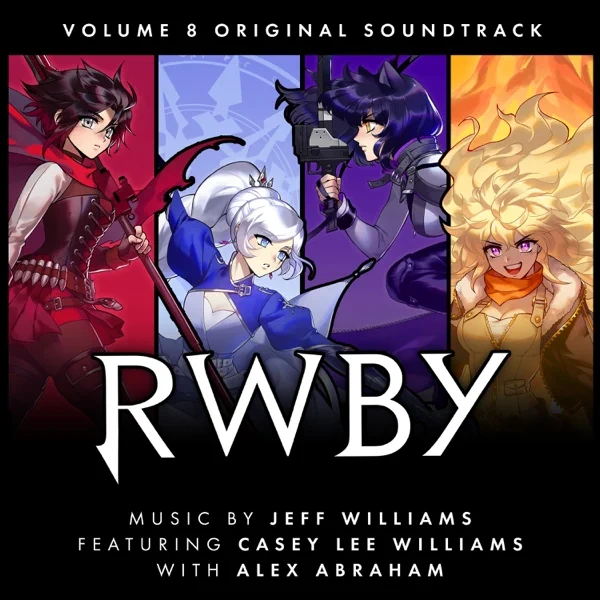 VOLUME 8 ORIGINAL SOUNDTRACK
RWBY
MUSIC BY JEFF WILLIAMS
FEATURING CASEY LEE WILLIAMS
WITH ALEX ABRAHAM